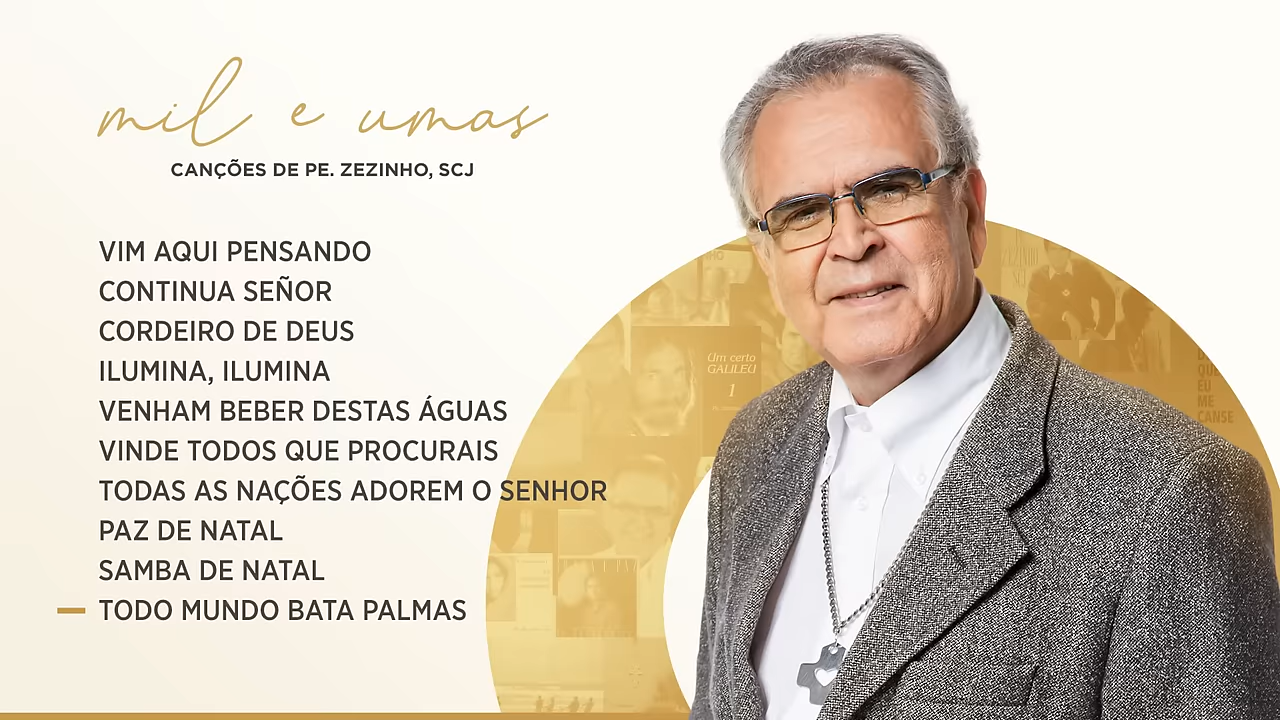 mil e umas
CANÇÕES DE PE. ZEZINHO, SCJ
VIM AQUI PENSANDO
CONTINUA SEÑOR
CORDEIRO DE DEUS
ILUMINA, ILUMINA
VENHAM BEBER DESTAS ÁGUAS
VINDE TODOS QUE PROCURAIS
TODAS AS NAÇÕES ADOREM O SENHOR
PAZ DE NATAL
SAMBA DE NATAL
TODO MUNDO BATA PALMAS
Um certo
GALILEU
1
ZEZINHO
SCJ
QUE
EU
ME
CANSE